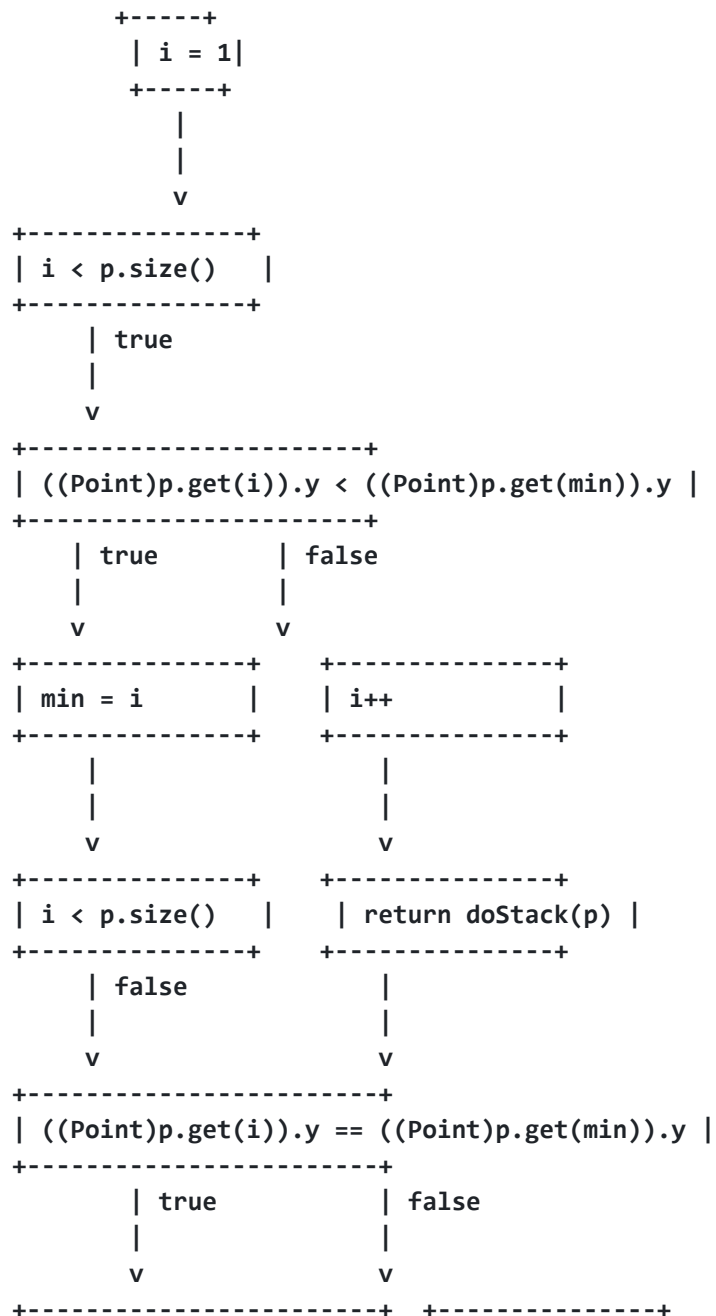 +-----+
| i = 1|
+-----+
|
|
v
+---------------+
| i < p.size()   |
+---------------+
| true
|
v
+----------------------+
| ((Point)p.get(i)).y < ((Point)p.get(min)).y |
+----------------------+
| true        | false
|             |
v             v
+---------------+    +---------------+
| min = i       |    | i++           |
+---------------+    +---------------+
|                  |
|                  |
v                  v
+---------------+    +---------------+
| i < p.size()   |    | return doStack(p) |
+---------------+    +---------------+
| false            |
|                  |
v                  v
+-----------------------+
| ((Point)p.get(i)).y == ((Point)p.get(min)).y |
+-----------------------+
| true          | false
|               |
v               v
+-----------------------+  +--------------+